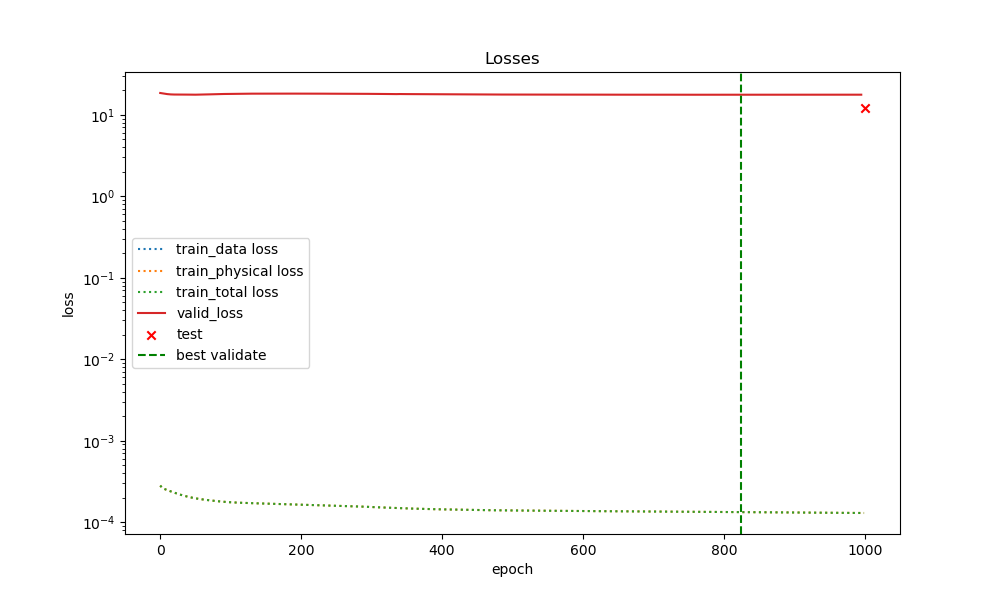 Losses
loss
10¹
10⁰
10⁻¹
10⁻²
10⁻³
10⁻⁴
train_data loss
train_physical loss
train_total loss
valid_loss
test
best validate
0
200
400
600
800
1000
epoch